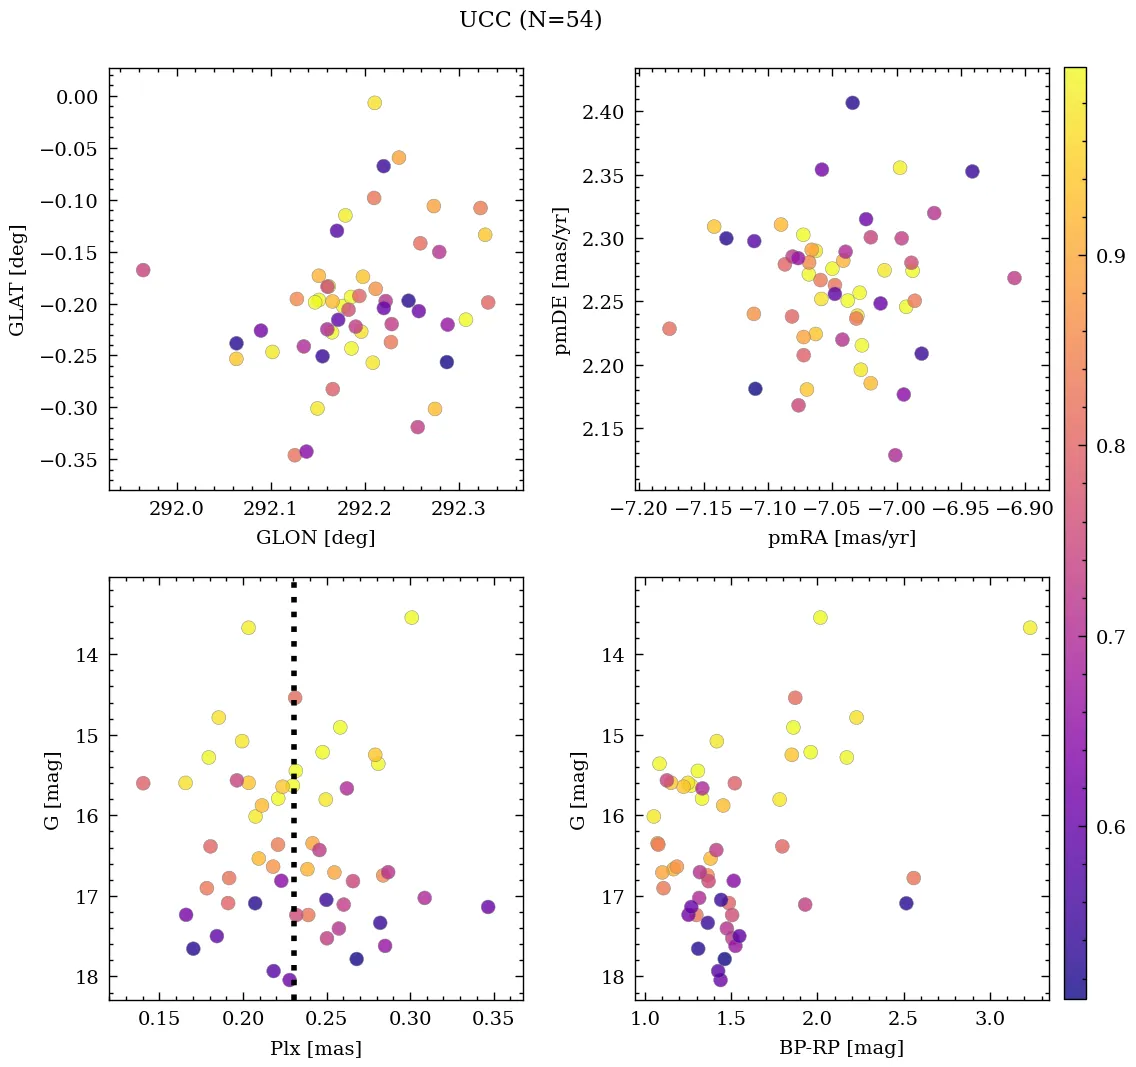 UCC (N=54)
0.00
−0.05
−0.10
−0.15
−0.20
−0.25
−0.30
−0.35
GLAT [deg]
292.0 292.1 292.2 292.3
GLON [deg]
2.40
2.35
2.30
2.25
2.20
2.15
pmDE [mas/yr]
−7.20 −7.15 −7.10 −7.05 −7.00 −6.95 −6.90
pmRA [mas/yr]
0.9
0.8
0.7
0.6
14
15
16
17
18
G [mag]
0.15 0.20 0.25 0.30 0.35
Plx [mas]
14
15
16
17
18
G [mag]
1.0 1.5 2.0 2.5 3.0
BP-RP [mag]